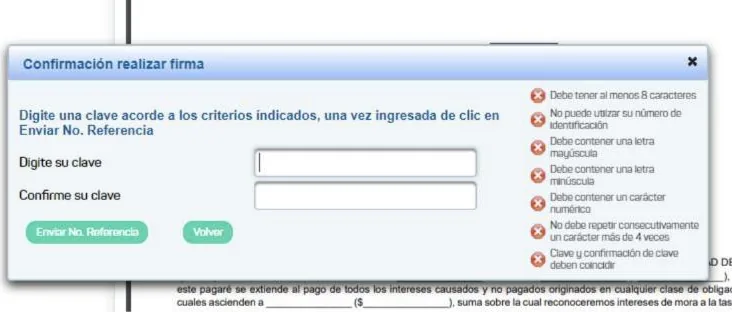 Confirmación realizar firma
Digite una clave acorde a los criterios indicados, una vez ingresada de clic en
Enviar No. Referencia
Digite su clave
Confirme su clave
Enviar No. Referencia
Volver
Debe tener al menos 8 caracteres
No puede utilizar su número de
identificación
Debe contener una letra
mayúscula
Debe contener una letra
minúscula
Debe contener un carácter
numérico
No debe repetir consecutivamente
un carácter más de 4 veces
Clave y confirmación de clave
deben coincidir
D DE
),
este pagaré se extiende al pago de todos los intereses causados y no pagados originados en cualquier clase de obliga
cuales ascienden a ________________ ($________________), suma sobre la cual reconoceremos intereses de mora a la tas